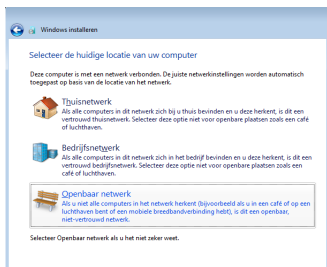 Windows installeren
Selecteer de huidige locatie van uw computer
Deze computer is met een netwerk verbonden. De juiste netwerkinstellingen worden automatisch
toegepast op basis van de locatie van het netwerk.
Thuisnetwerk
Als alle computers in dit netwerk zich bij u thuis bevinden en u deze herkent, is dit een
vertrouwd thuisnetwerk. Selecteer deze optie niet voor openbare plaatsen zoals een café
of luchthaven.
Bedrijfsnetwerk
Als alle computers in dit netwerk zich in het bedrijf bevinden en u deze herkent, is dit een
vertrouwd bedrijfsnetwerk. Selecteer deze optie niet voor openbare plaatsen zoals een
café of luchthaven.
Openbaar netwerk
Als u niet alle computers in het netwerk herkent (bijvoorbeeld als u in een café of op een
luchthaven bent of een mobiele breedbandverbinding hebt), is dit een openbaar,
niet-vertrouwd netwerk.
Selecteer Openbaar netwerk als u het niet zeker weet.